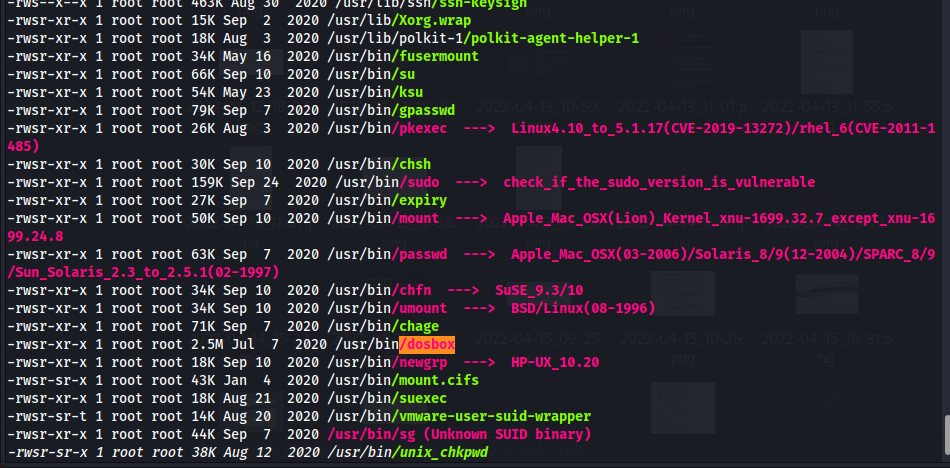 -rws--x--x 1 root root 463K Aug 30  2020 /usr/lib/ssh/ssh-keysign
-rwsr-xr-x 1 root root 15K Sep  2  2020 /usr/lib/Xorg.wrap
-rwsr-xr-x 1 root root 18K Aug  3  2020 /usr/lib/polkit-1/polkit-agent-helper-1
-rwsr-xr-x 1 root root 34K May 16  2020 /usr/bin/fusermount
-rwsr-xr-x 1 root root 66K Sep 10  2020 /usr/bin/su
-rwsr-xr-x 1 root root 54K May 23  2020 /usr/bin/ksu
-rwsr-xr-x 1 root root 79K Sep  7  2020 /usr/bin/gpasswd
-rwsr-xr-x 1 root root 26K Aug  3  2020 /usr/bin/pkexec  --->  Linux4.10_to_5.1.17(CVE-2019-13272)/rhel_6(CVE-2011-1
485)
-rwsr-xr-x 1 root root 30K Sep 10  2020 /usr/bin/chsh
-rwsr-xr-x 1 root root 159K Sep 24  2020 /usr/bin/sudo  --->  check_if_the_sudo_version_is_vulnerable
-rwsr-xr-x 1 root root 27K Sep  7  2020 /usr/bin/expiry
-rwsr-xr-x 1 root root 50K Sep 10  2020 /usr/bin/mount  --->  Apple_Mac_OSX(Lion)_Kernel_xnu-1699.32.7_except_xnu-16
99.24.8
-rwsr-xr-x 1 root root 63K Sep  7  2020 /usr/bin/passwd  --->  Apple_Mac_OSX(03-2006)/Solaris_8/9(12-2004)/SPARC_8/9
/Sun_Solaris_2.3_to_2.5.1(02-1997)
-rwsr-xr-x 1 root root 34K Sep 10  2020 /usr/bin/chfn  --->  SuSE_9.3/10
-rwsr-xr-x 1 root root 34K Sep 10  2020 /usr/bin/umount  --->  BSD/Linux(08-1996)
-rwsr-xr-x 1 root root 71K Sep  7  2020 /usr/bin/chage
-rwsr-xr-x 1 root root 2.5M Jul  7  2020 /usr/bin/dosbox
-rwsr-xr-x 1 root root 18K Sep 10  2020 /usr/bin/newgrp  --->  HP-UX_10.20
-rwsr-xr-x 1 root root 43K Jan  4  2020 /usr/bin/mount.cifs
-rwsr-xr-x 1 root root 18K Aug 21  2020 /usr/bin/suexec
-rwsr-sr-t 1 root root 14K Aug 20  2020 /usr/bin/vmware-user-suid-wrapper
-rwsr-xr-x 1 root root 44K Sep  7  2020 /usr/bin/sg (Unknown SUID binary)
-rwsr-sr-x 1 root root 38K Aug 12  2020 /usr/bin/unix_chkpwd